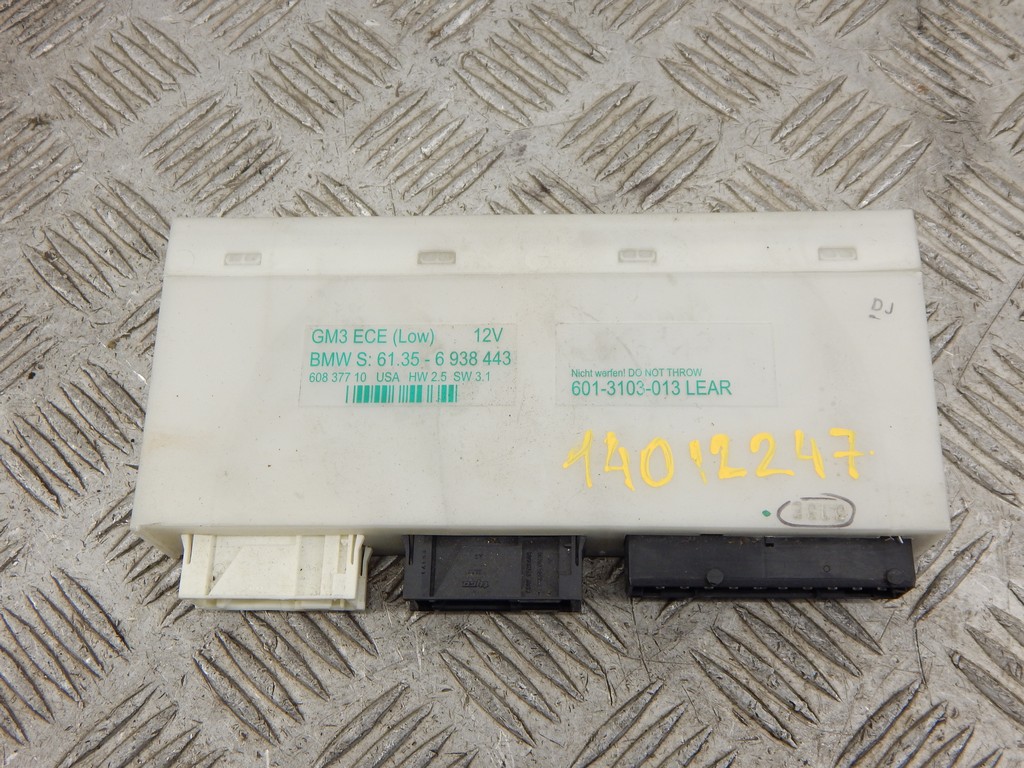 DJ
GM3 ECE (Low) 12V
BMW S: 61.35 - 6 938 443
608 377 10 USA HW 2.5 SW 3.1
Nicht werfen! DO NOT THROW
601-3103-013 LEAR
14012247